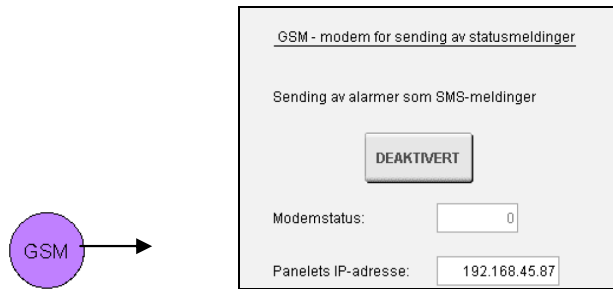 GSM - modem for sending av statusmeldinger
Sending av alarmer som SMS-meldinger
DEAKTIVERT
Modemstatus: 0
GSM
Panelets IP-adresse: 192.168.45.87